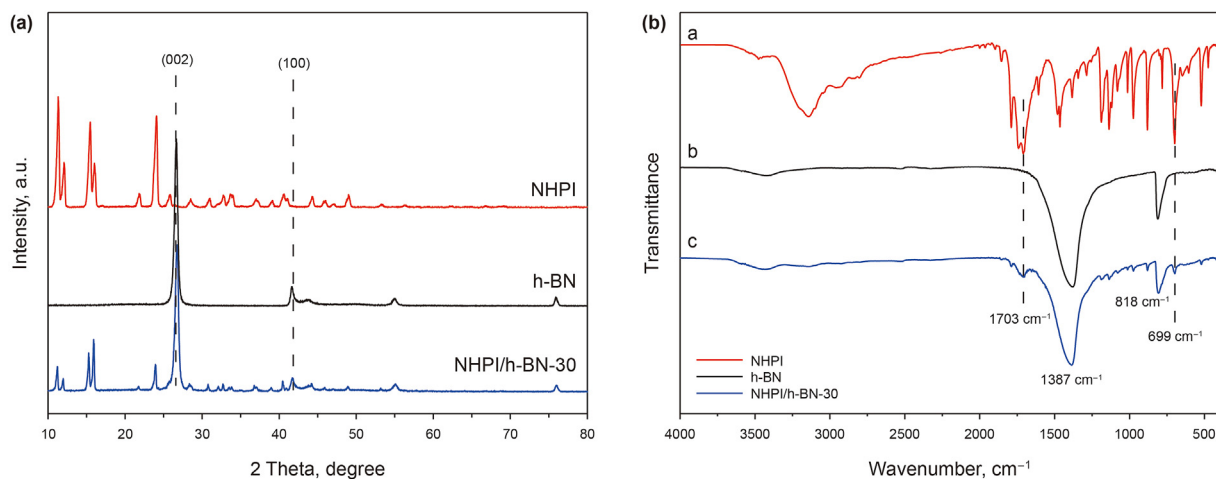 (a)
(002)
(100)
NHPI
h-BN
NHPI/h-BN-30
Intensity, a.u.
10 20 30 40 50 60 70 80
2 Theta, degree
(b)
a
b
c
Transmittance
1703 cm⁻¹
818 cm⁻¹
699 cm⁻¹
1387 cm⁻¹
NHPI
h-BN
NHPI/h-BN-30
4000 3500 3000 2500 2000 1500 1000 500
Wavenumber, cm⁻¹